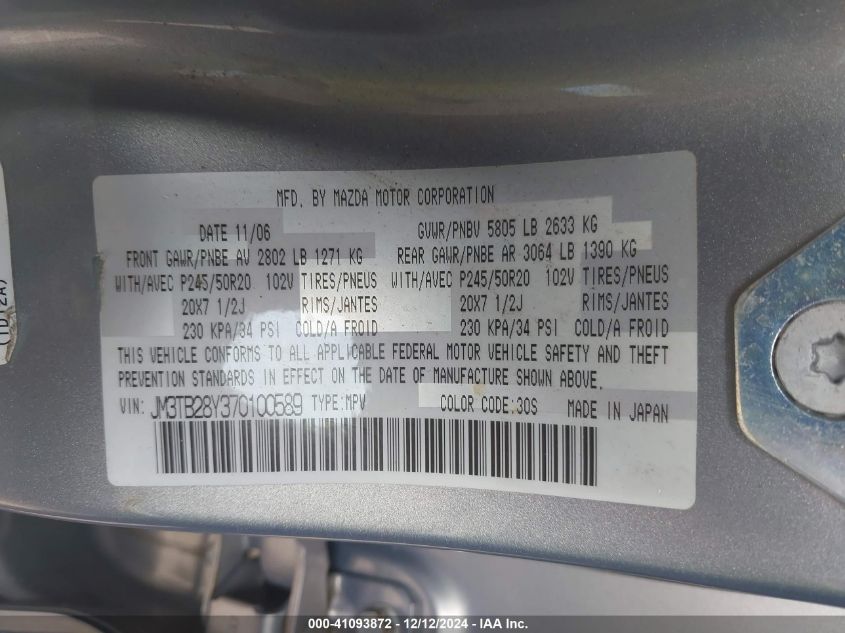 MFD. BY MAZDA MOTOR CORPORATION
DATE 11/06 GVWR/PNBV 5805 LB 2633 KG
FRONT GAWR/PNBE AV 2802 LB 1271 KG REAR GAWR/PNBE AR 3064 LB 1390 KG
WITH/AVEC P245/50R20 102V TIRES/PNEUS WITH/AVEC P245/50R20 102V TIRES/PNEUS
20X7 1/2J RIMS/JANTES 20X7 1/2J RIMS/JANTES
230 KPA/34 PSI COLD/A FROID 230 KPA/34 PSI COLD/A FROID
THIS VEHICLE CONFORMS TO ALL APPLICABLE FEDERAL MOTOR VEHICLE SAFETY AND THEFT
PREVENTION STANDARDS IN EFFECT ON THE DATE OF MANUFACTURE SHOWN ABOVE.
VIN: JM3TB28Y370100589 TYPE:MPV COLOR CODE:30S MADE IN JAPAN
(TD12A)
000-41093872 - 12/12/2024 - IAA Inc.